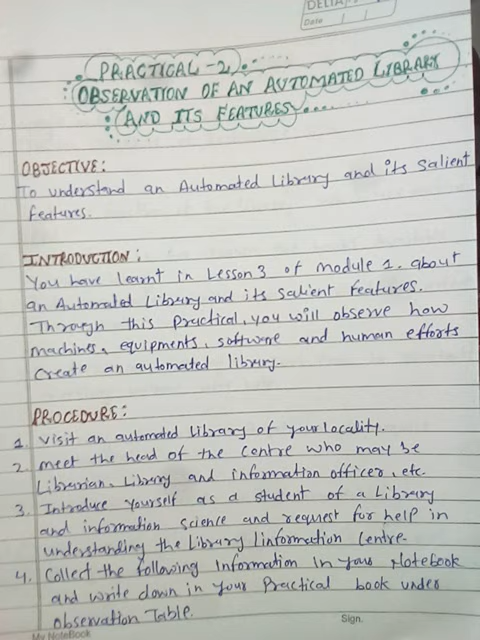 DELTA
Date
PRACTICAL-2
OBSERVATION OF AN AUTOMATED LIBRARY
AND ITS FEATURES
OBJECTIVE:
To understand an Automated Library and its Salient
features.
INTRODUCTION:
You have learnt in Lesson 3 of module 1. about
an Automated Library and its salient features.
Through this Practical, you will observe how
machines, equipments, software and human efforts
create an automated library.
PROCEDURE:
1 Visit an automated Library of your locality.
2 meet the head of the Centre who may be
Librarian, Library and information officer, etc.
3. Introduce yourself as a student of a Library
and information science and request for help in
understanding the Library linformation Centre.
4. Collect the following Information in your Notebook
and write down in your Practical book under
observation Table.
My NoteBook
Sign.